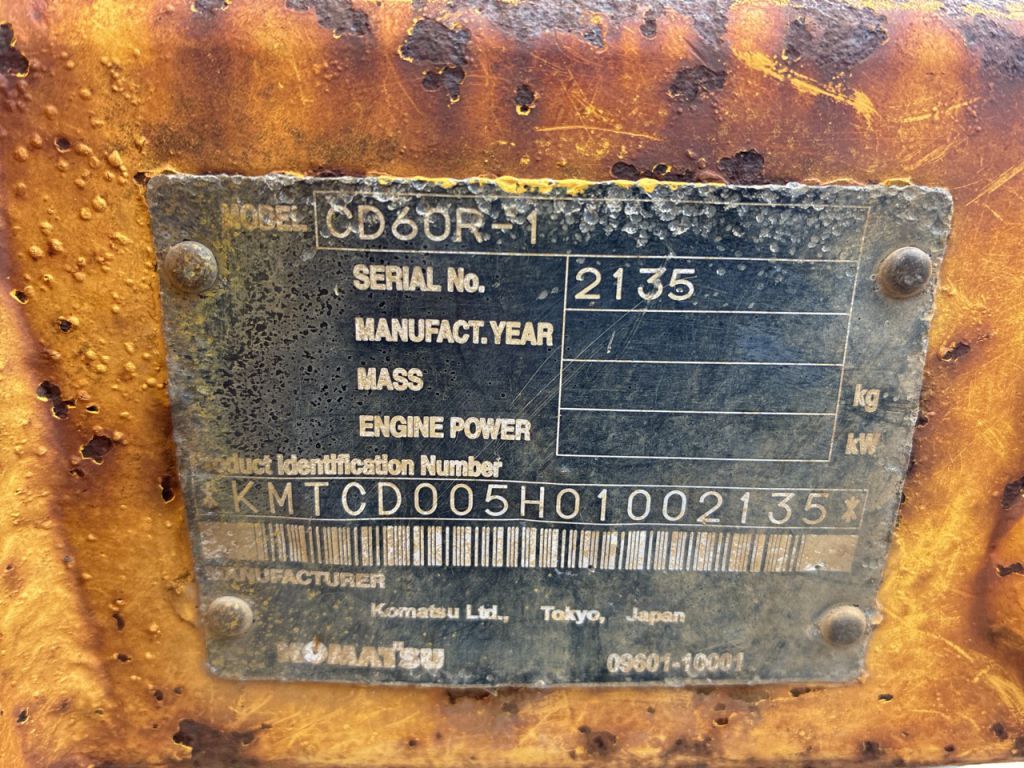 MODEL CD60R-1
SERIAL No. 2135
MANUFACT.YEAR
MASS kg
ENGINE POWER kW
Product Identification Number
*KMTCD005H01002135*
MANUFACTURER
Komatsu Ltd., Tokyo, Japan
KOMATSU 09601-10001